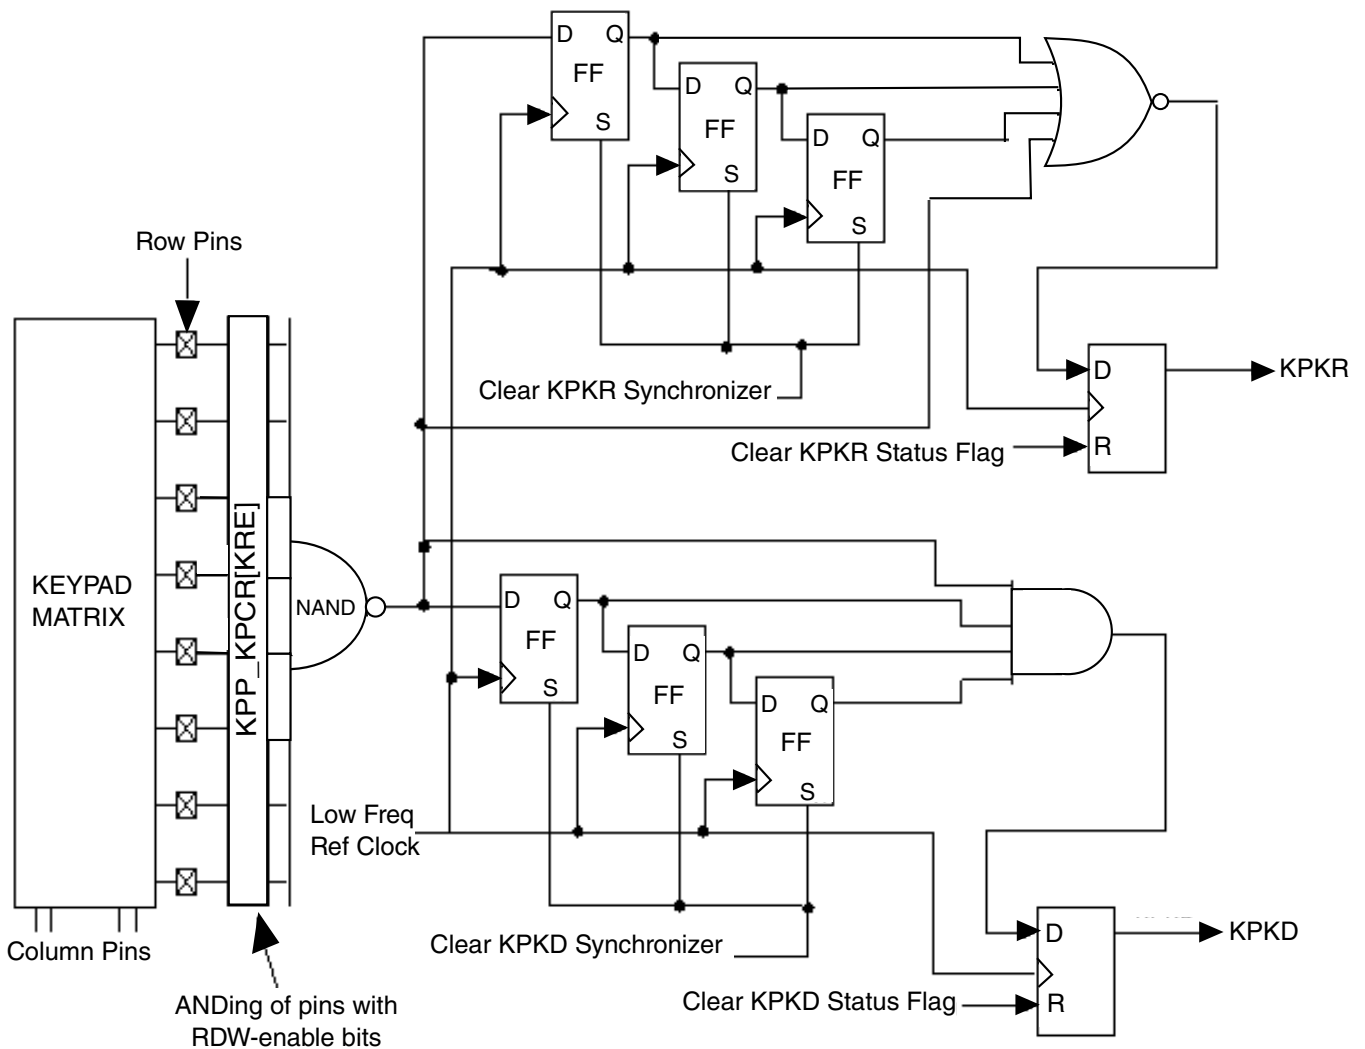 D Q
FF
S
D Q
FF
S
D Q
FF
S
Row Pins
Clear KPKR Synchronizer
D
R
KPKR
Clear KPKR Status Flag
KEYPAD
MATRIX
KPP_KPCR[KRE]
NAND
D Q
FF
S
D Q
FF
S
D Q
FF
S
Low Freq
Ref Clock
Column Pins
Clear KPKD Synchronizer
D
R
KPKD
Clear KPKD Status Flag
ANDing of pins with
RDW-enable bits